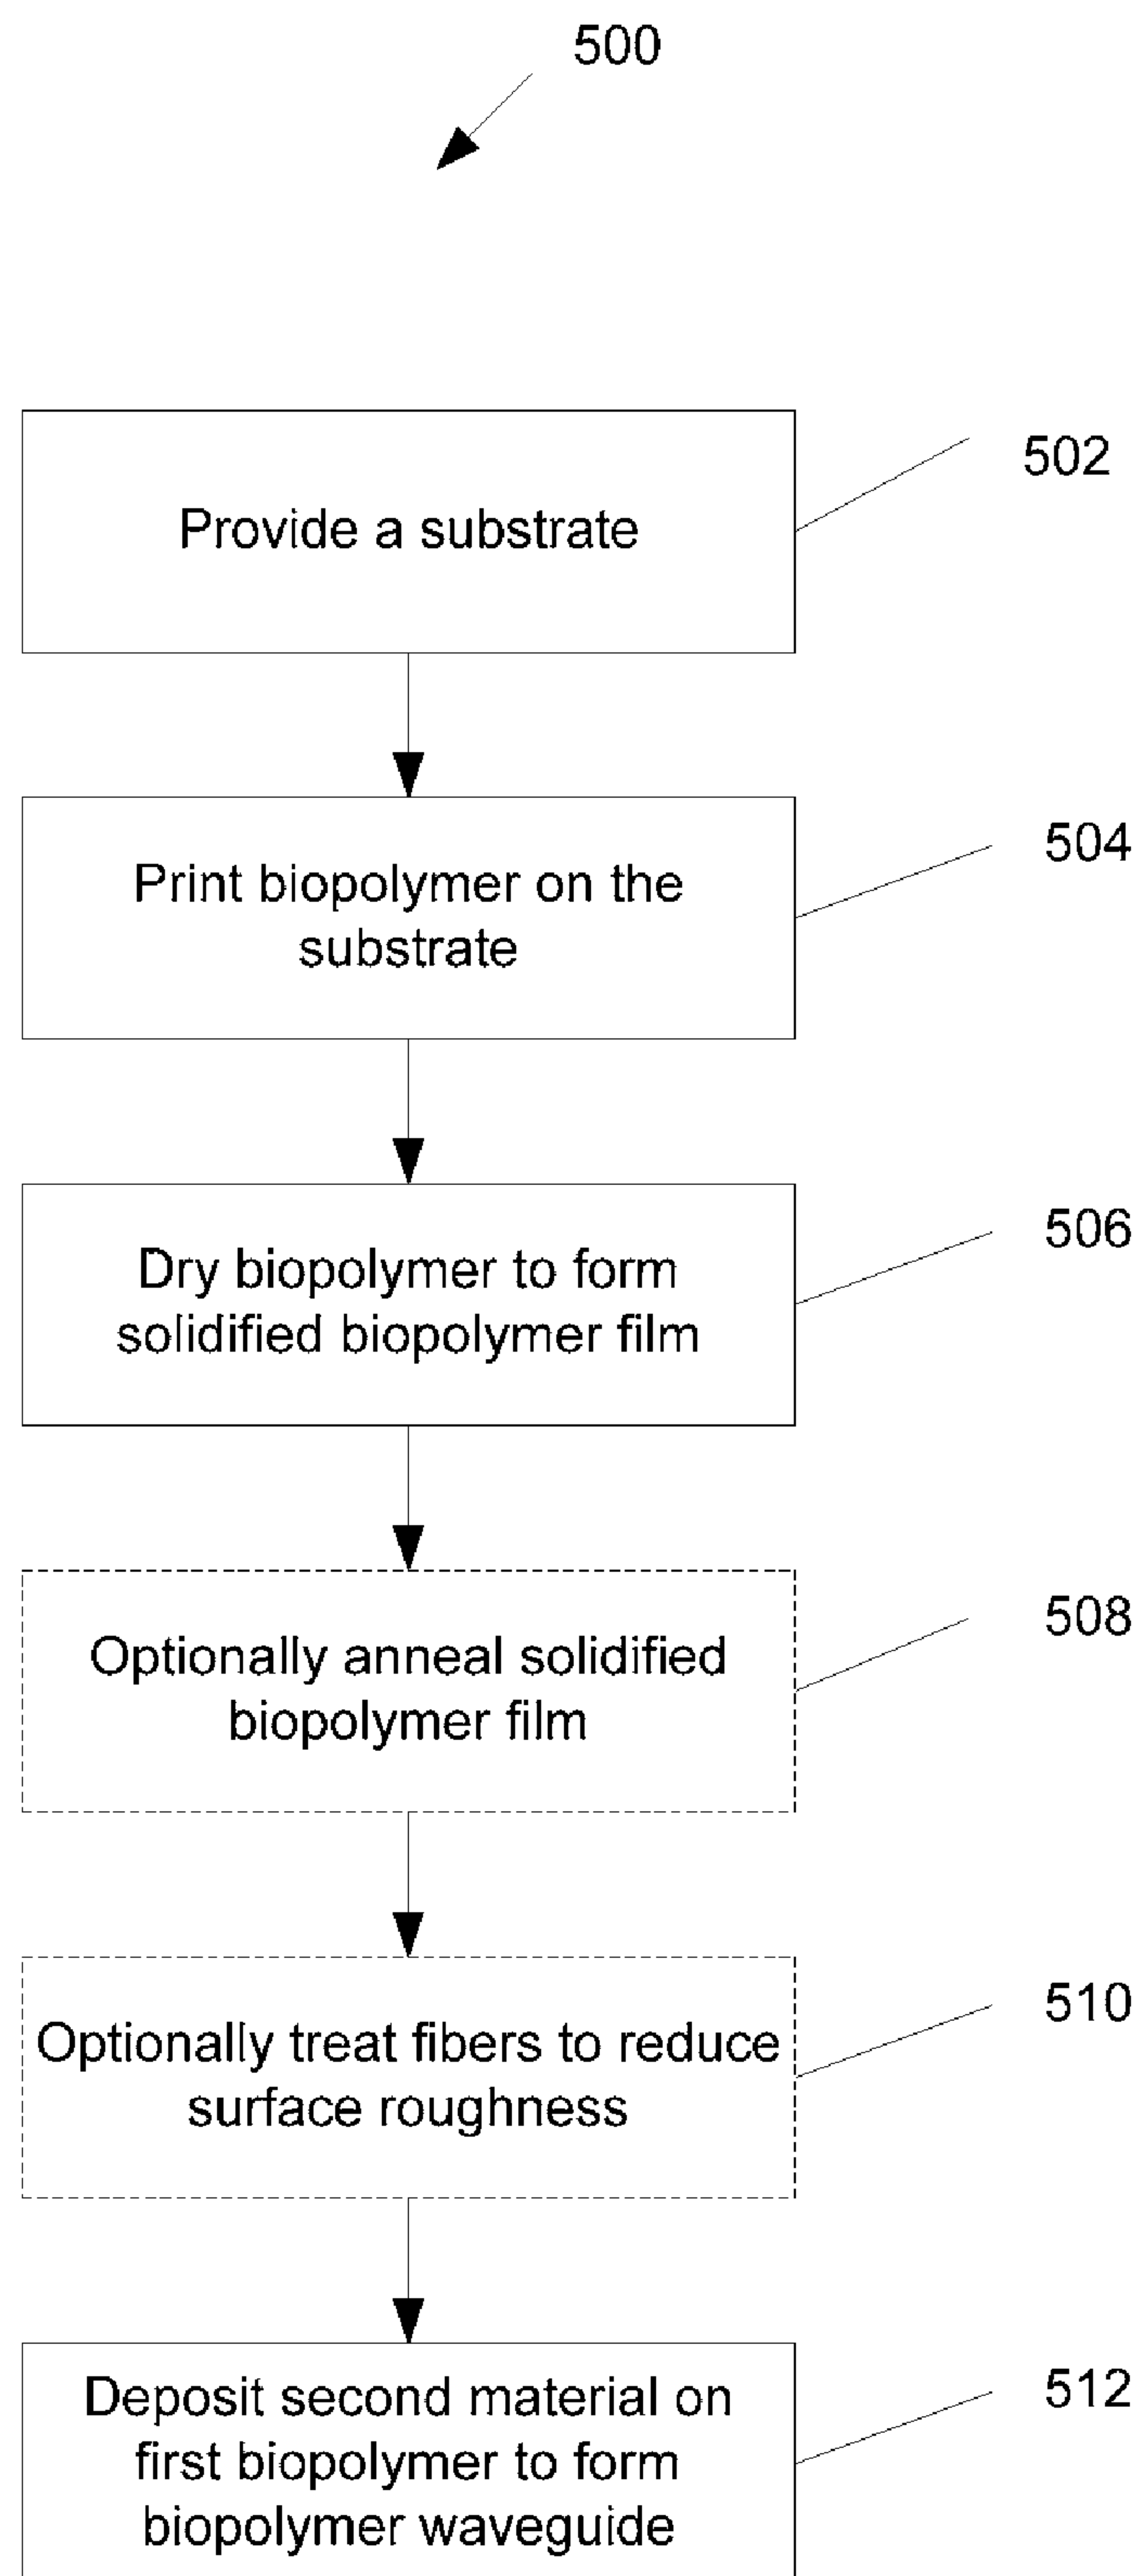 500
Provide a substrate
502
Print biopolymer on the
substrate
504
Dry biopolymer to form
solidified biopolymer film
506
Optionally anneal solidified
biopolymer film
508
Optionally treat fibers to reduce
surface roughness
510
Deposit second material on
first biopolymer to form
biopolymer waveguide
512